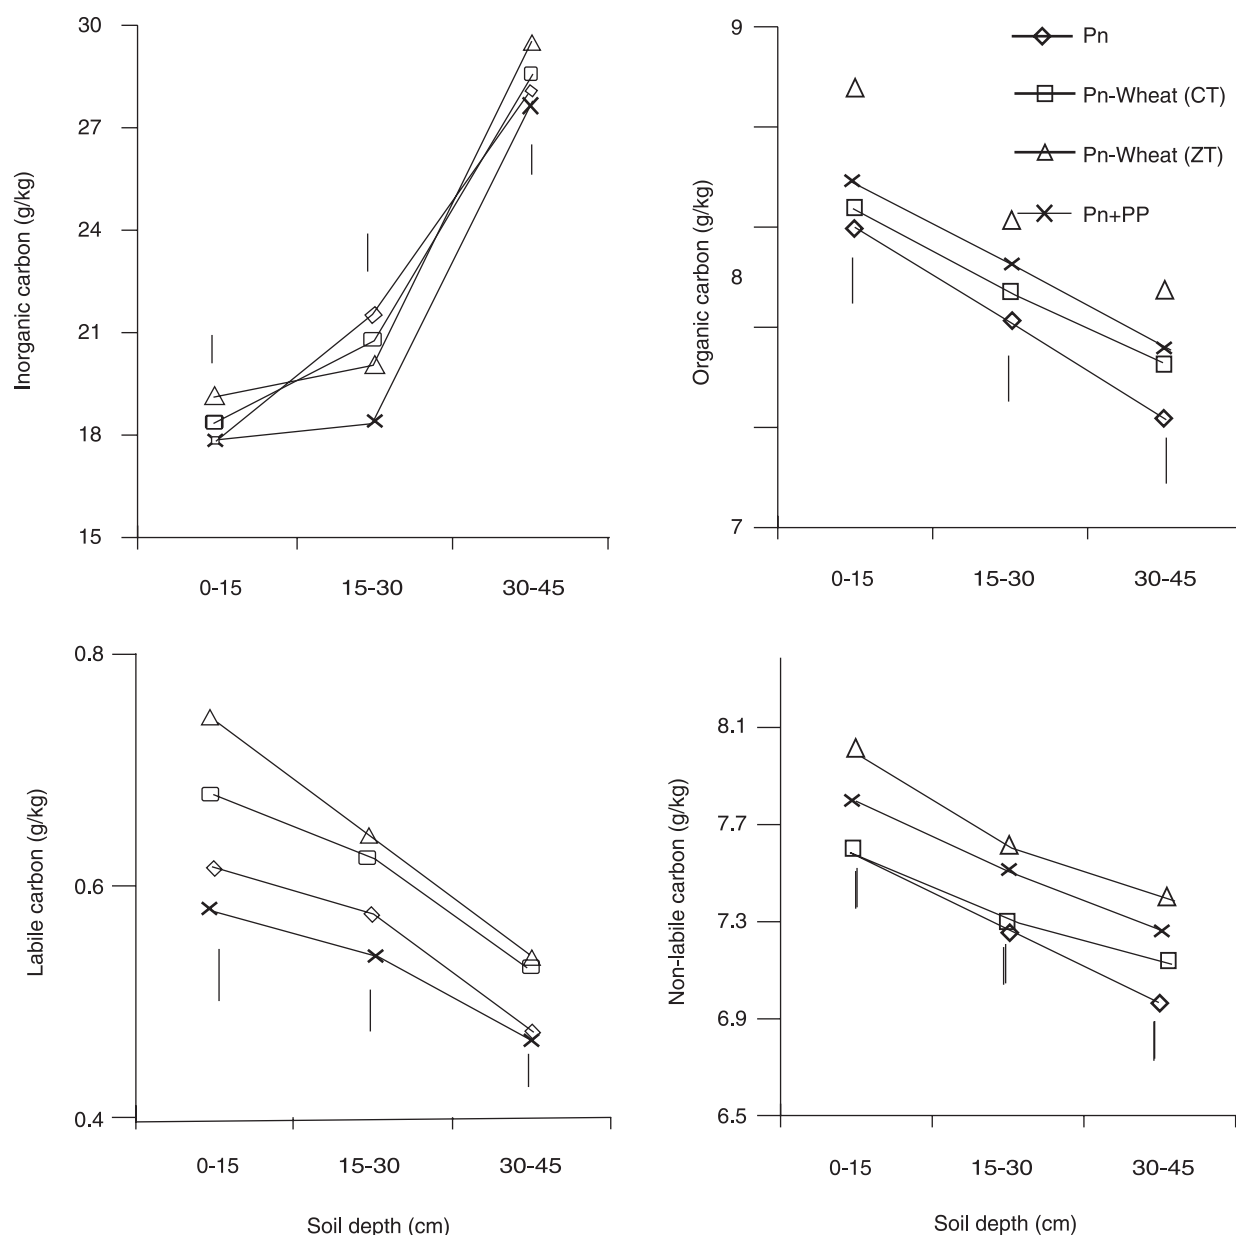 30
27
24
21
18
15
Inorganic carbon (g/kg)
0-15 15-30 30-45
9
8
7
Organic carbon (g/kg)
0-15 15-30 30-45
Pn
Pn-Wheat (CT)
Pn-Wheat (ZT)
Pn+PP
0.8
0.6
0.4
Labile carbon (g/kg)
0-15 15-30 30-45
Soil depth (cm)
8.1
7.7
7.3
6.9
6.5
Non-labile carbon (g/kg)
0-15 15-30 30-45
Soil depth (cm)